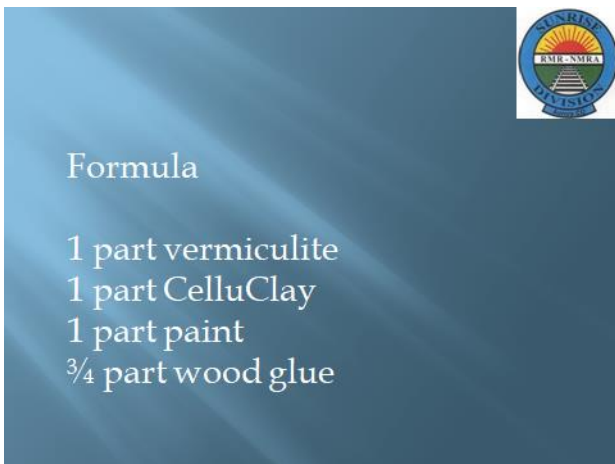 SUNRISE
RMR-NMRA
DIVISION
Formula
1 part vermiculite
1 part CelluClay
1 part paint
¾ part wood glue